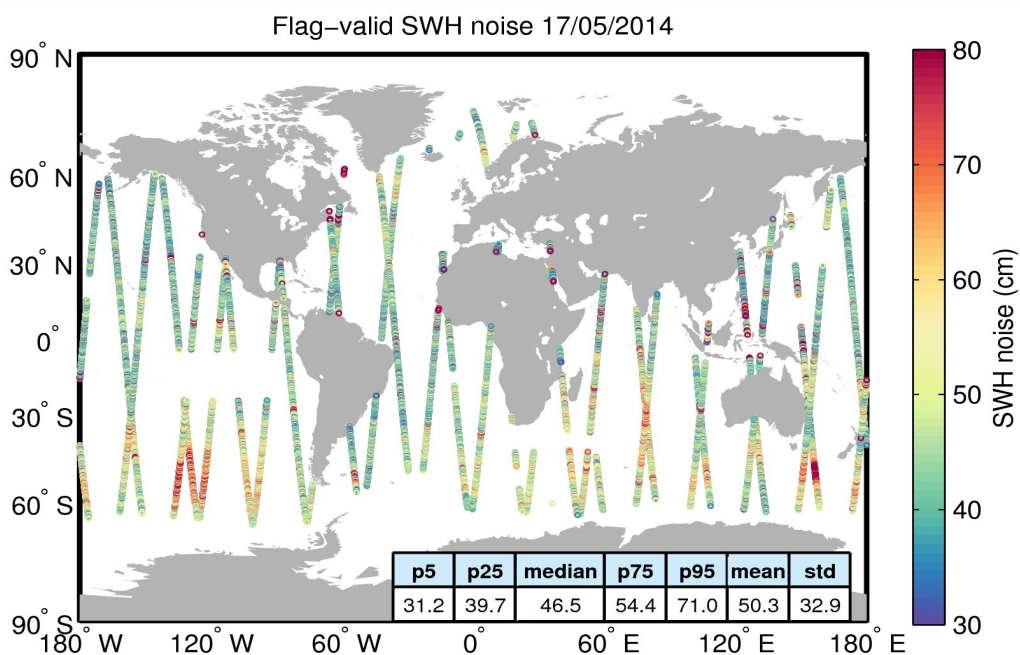 Flag−valid SWH noise 17/05/2014
90° N
60° N
30° N
0°
30° S
60° S
90° S
180° W
120° W
60° W
0°
60° E
120° E
180° E
p5 p25 median p75 p95 mean std
31.2 39.7 46.5 54.4 71.0 50.3 32.9
80
70
60
50
40
30
SWH noise (cm)